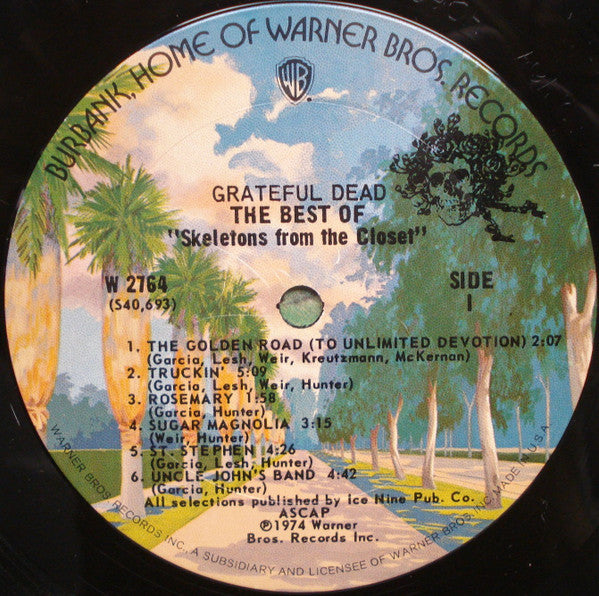 BURBANK, HOME OF WARNER BROS. RECORDS
WB
GRATEFUL DEAD
THE BEST OF
"Skeletons from the Closet"
W 2764
(S40,693)
SIDE
1
1. THE GOLDEN ROAD (TO UNLIMITED DEVOTION) 2:07
(Garcia, Lesh, Weir, Kreutzmann, McKernan)
2. TRUCKIN' 5:09
(Garcia, Lesh, Weir, Hunter)
3. ROSEMARY 1:58
(Garcia, Hunter)
4. SUGAR MAGNOLIA 3:15
(Weir, Hunter)
5. ST. STEPHEN 4:26
(Garcia, Lesh, Hunter)
6. UNCLE JOHN'S BAND 4:42
(Garcia, Hunter)
All selections published by Ice Nine Pub. Co.
ASCAP
℗1974 Warner
Bros. Records Inc.
WARNER BROS. RECORDS INC., A SUBSIDIARY AND LICENSEE OF WARNER BROS. INC. MADE IN U.S.A.